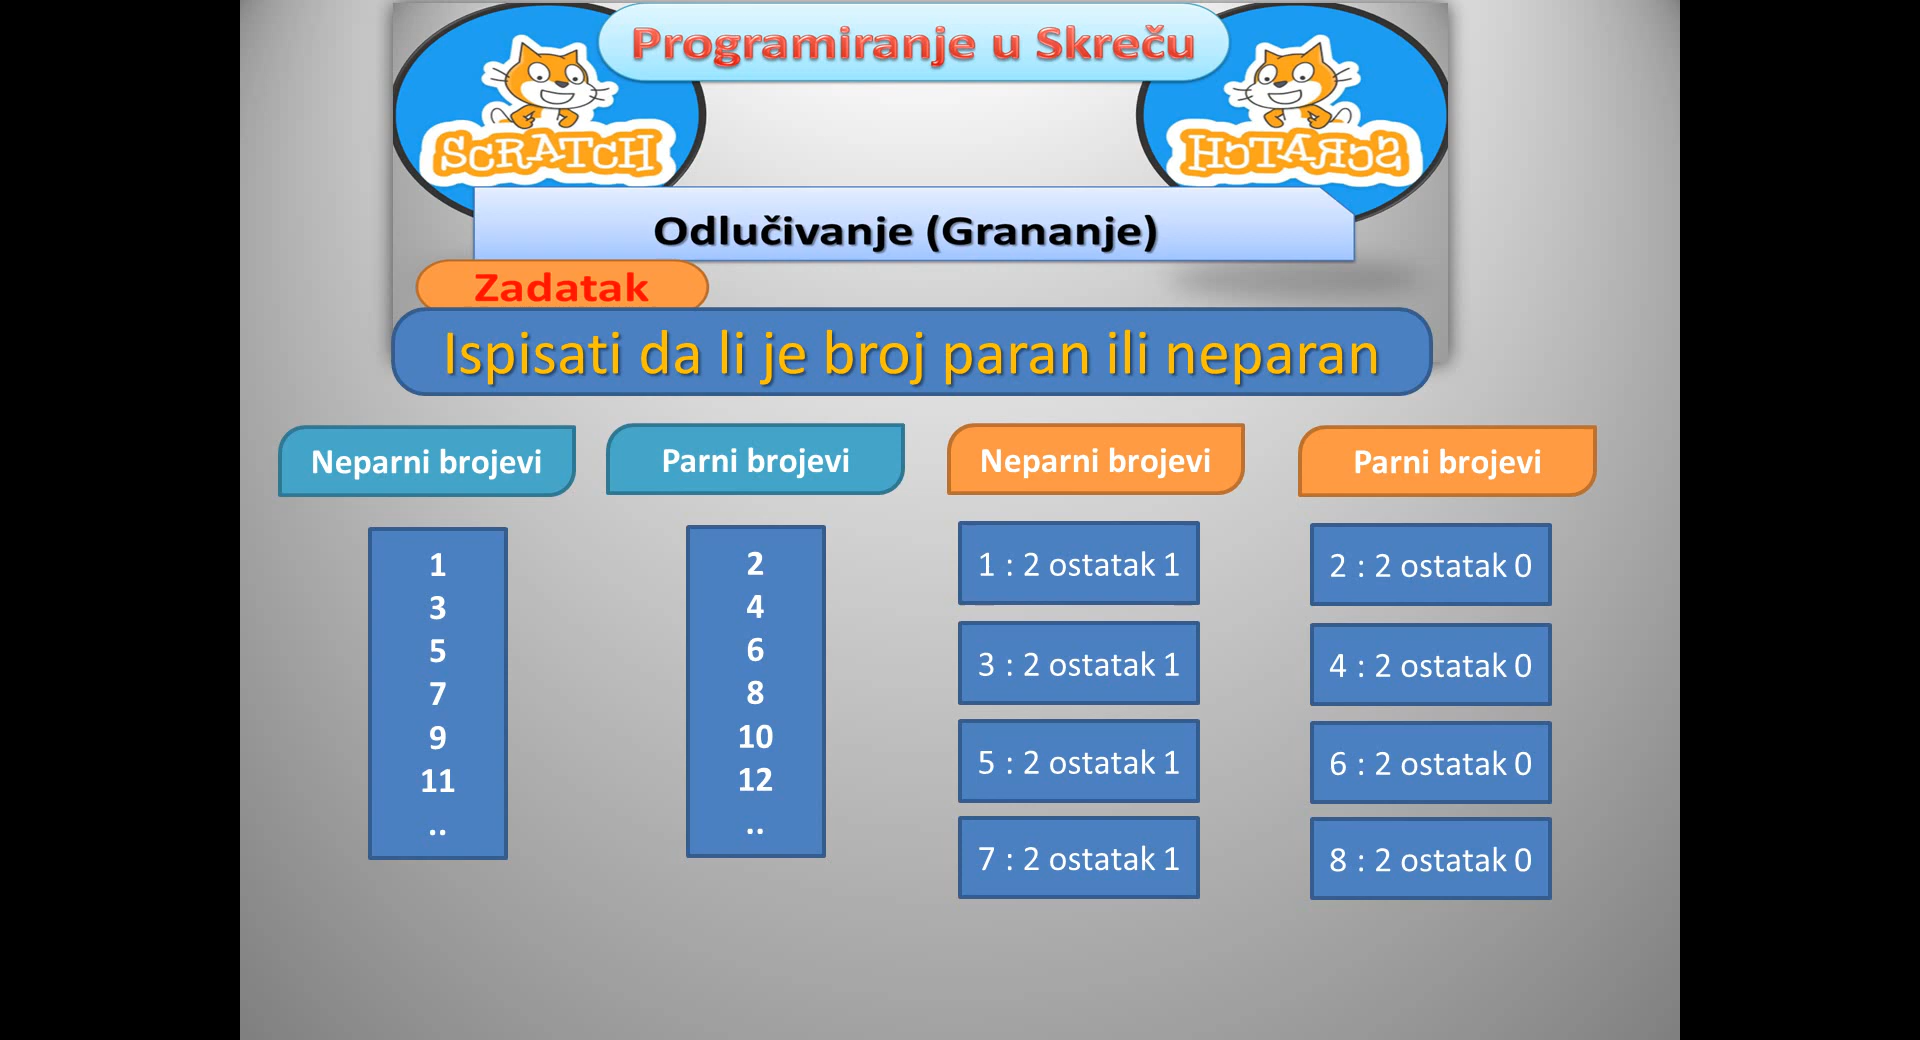 Programiranje u Skreču
SCRATCH
SCRATCH
Odlučivanje (Grananje)
Zadatak
Ispisati da li je broj paran ili neparan
Neparni brojevi
1
3
5
7
9
11
..
Parni brojevi
2
4
6
8
10
12
..
Neparni brojevi
1 : 2 ostatak 1
3 : 2 ostatak 1
5 : 2 ostatak 1
7 : 2 ostatak 1
Parni brojevi
2 : 2 ostatak 0
4 : 2 ostatak 0
6 : 2 ostatak 0
8 : 2 ostatak 0